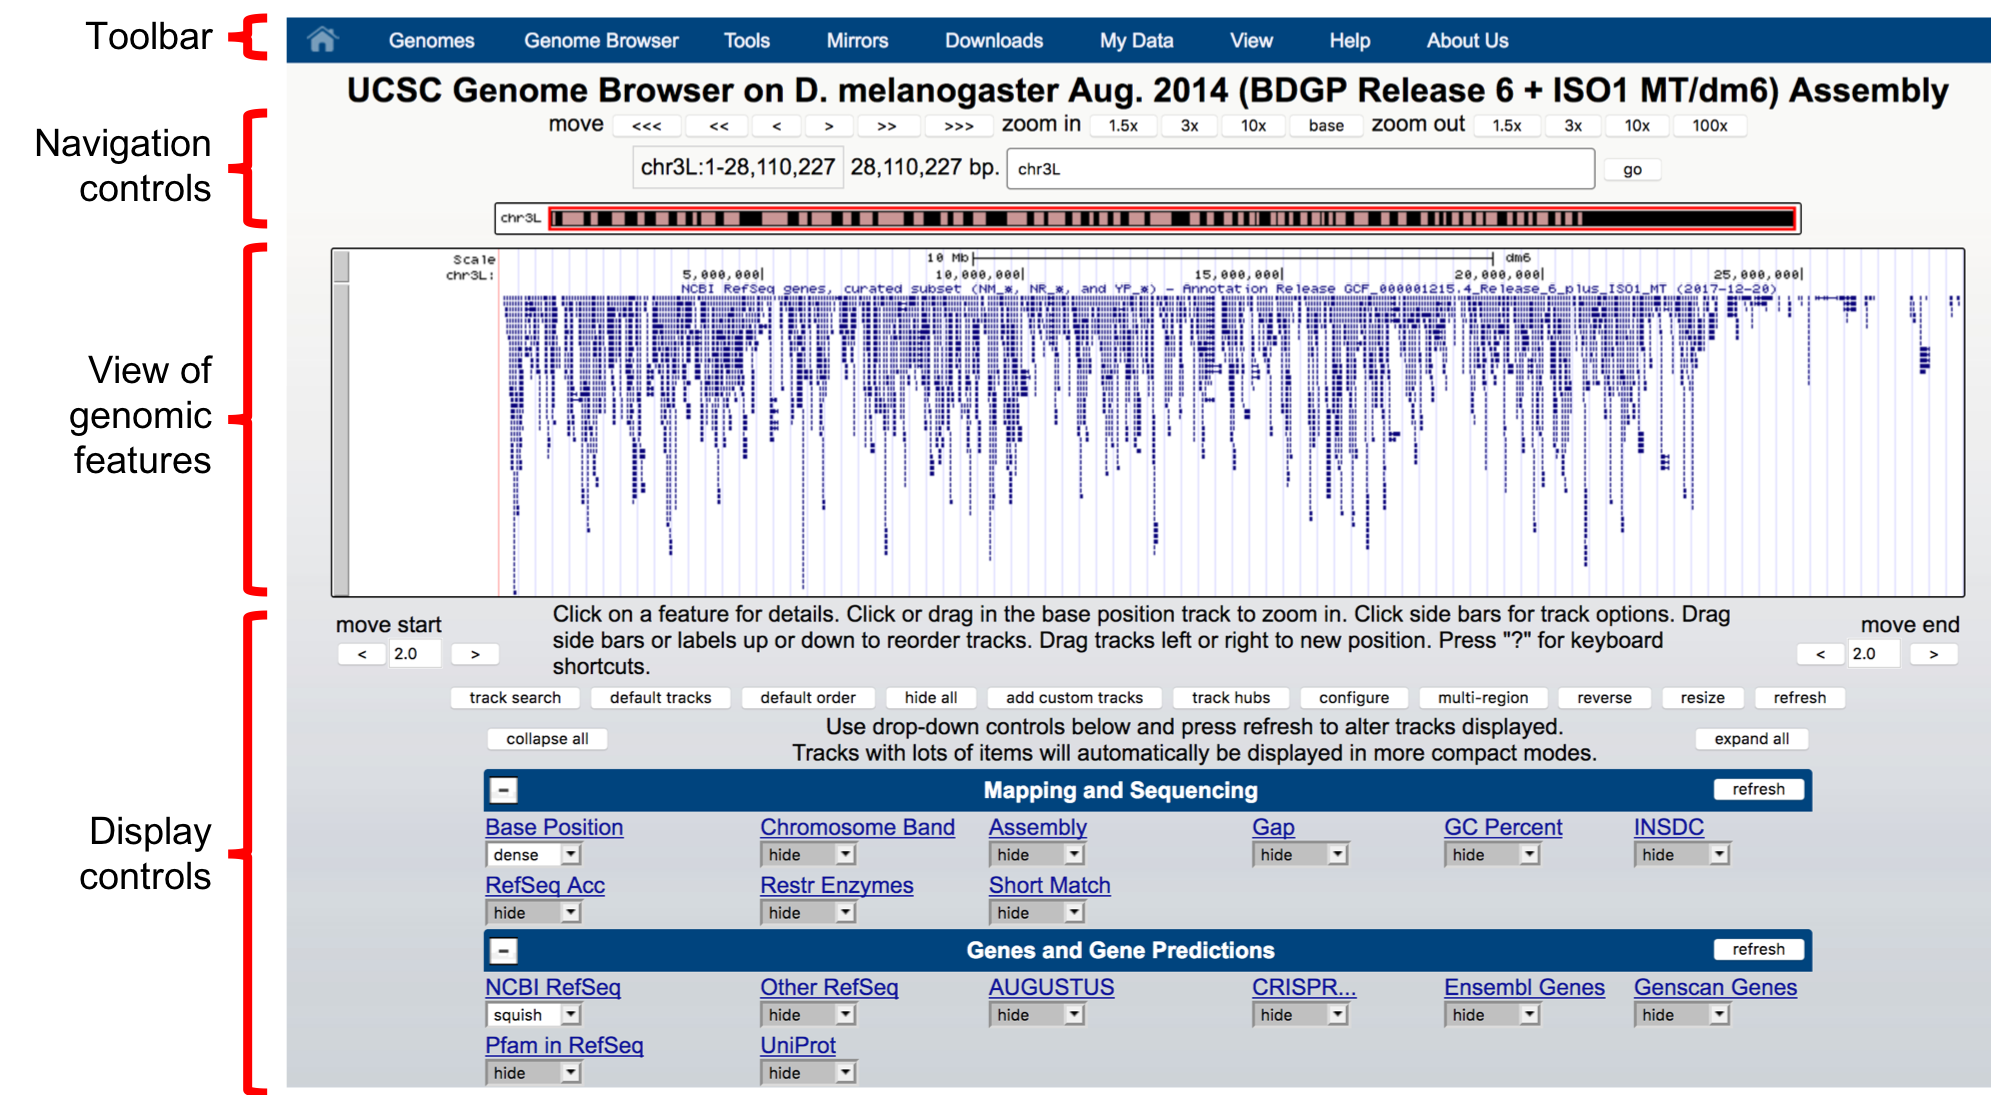 Toolbar
Genomes Genome Browser Tools Mirrors Downloads My Data View Help About Us
UCSC Genome Browser on D. melanogaster Aug. 2014 (BDGP Release 6 + ISO1 MT/dm6) Assembly
Navigation
controls
move <<< << < > >> >>> zoom in 1.5x 3x 10x base zoom out 1.5x 3x 10x 100x
chr3L:1-28,110,227 28,110,227 bp. chr3L go
chr3L
View of
genomic
features
Scale 10 Mb dm6
chr3L: 5,000,000| 10,000,000| 15,000,000| 20,000,000| 25,000,000|
NCBI RefSeq genes, curated subset (NM_*, NR_*, and YP_*) - Annotation Release GCF_000001215.4_Release_6_plus_ISO1_MT (2017-12-20)
Display
controls
move start
< 2.0 >
Click on a feature for details. Click or drag in the base position track to zoom in. Click side bars for track options. Drag
side bars or labels up or down to reorder tracks. Drag tracks left or right to new position. Press "?" for keyboard
shortcuts.
move end
< 2.0 >
track search default tracks default order hide all add custom tracks track hubs configure multi-region reverse resize refresh
collapse all
Use drop-down controls below and press refresh to alter tracks displayed.
Tracks with lots of items will automatically be displayed in more compact modes.
expand all
- Mapping and Sequencing refresh
Base Position Chromosome Band Assembly Gap GC Percent INSDC
dense hide hide hide hide hide
RefSeq Acc Restr Enzymes Short Match
hide hide hide
- Genes and Gene Predictions refresh
NCBI RefSeq Other RefSeq AUGUSTUS CRISPR... Ensembl Genes Genscan Genes
squish hide hide hide hide hide
Pfam in RefSeq UniProt
hide hide